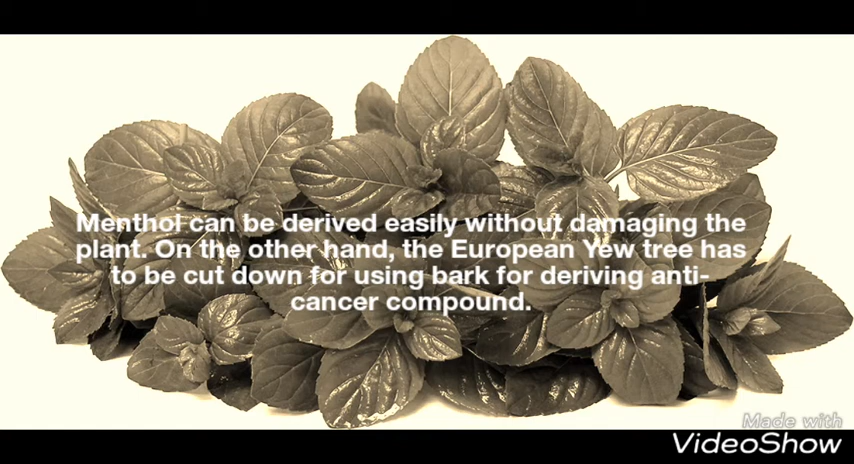 Menthol can be derived easily without damaging the
plant. On the other hand, the European Yew tree has
to be cut down for using bark for deriving anti-
cancer compound.
Made with
VideoShow